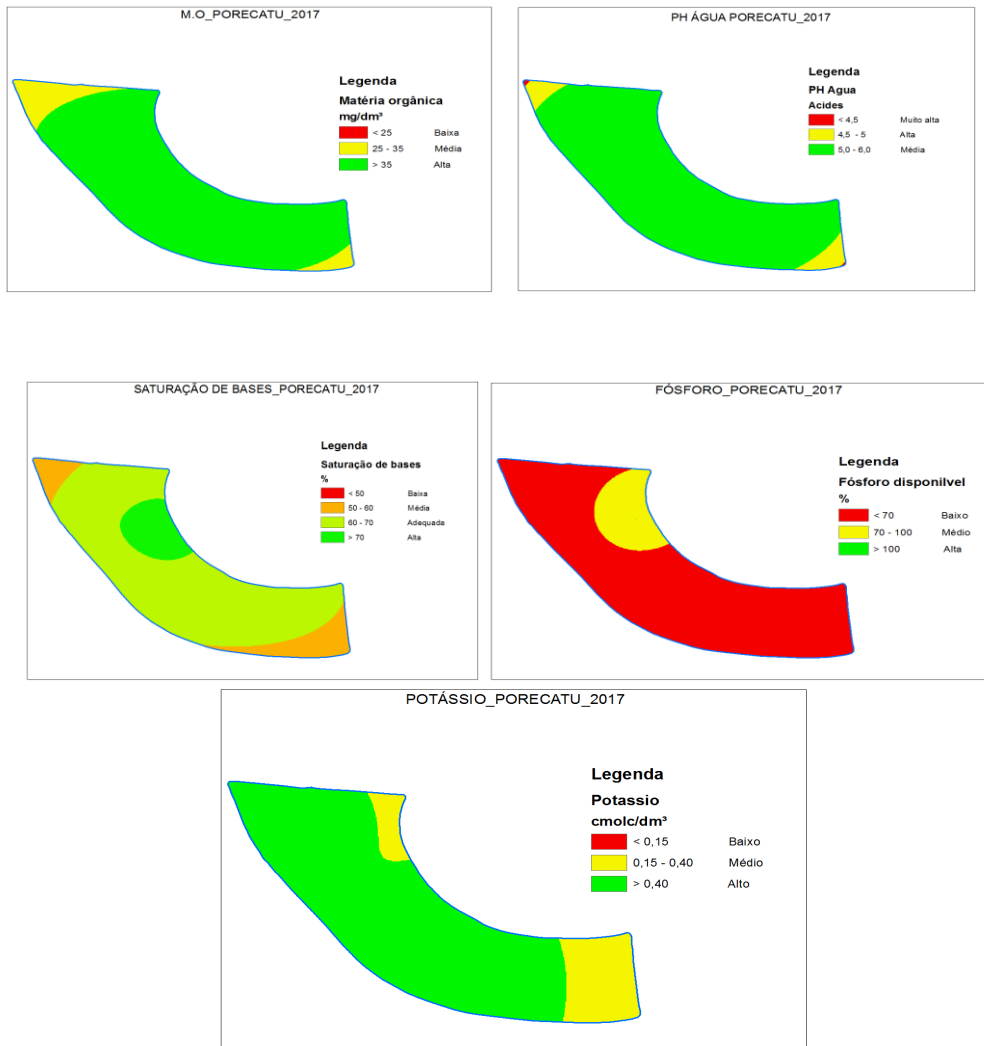 M.O_PORECATU_2017
Legenda
Matéria orgânica
mg/dm³
< 25 Baixa
25 - 35 Média
> 35 Alta
PH ÁGUA PORECATU_2017
Legenda
PH Agua
Acides
< 4,5 Muito alta
4,5 - 5 Alta
5,0 - 6,0 Média
SATURAÇÃO DE BASES_PORECATU_2017
Legenda
Saturação de bases
%
< 50 Baixa
50 - 60 Média
60 - 70 Adequada
> 70 Alta
FÓSFORO_PORECATU_2017
Legenda
Fósforo disponilvel
%
< 70 Baixo
70 - 100 Médio
> 100 Alta
POTÁSSIO_PORECATU_2017
Legenda
Potassio
cmolc/dm³
< 0,15 Baixo
0,15 - 0,40 Médio
> 0,40 Alto